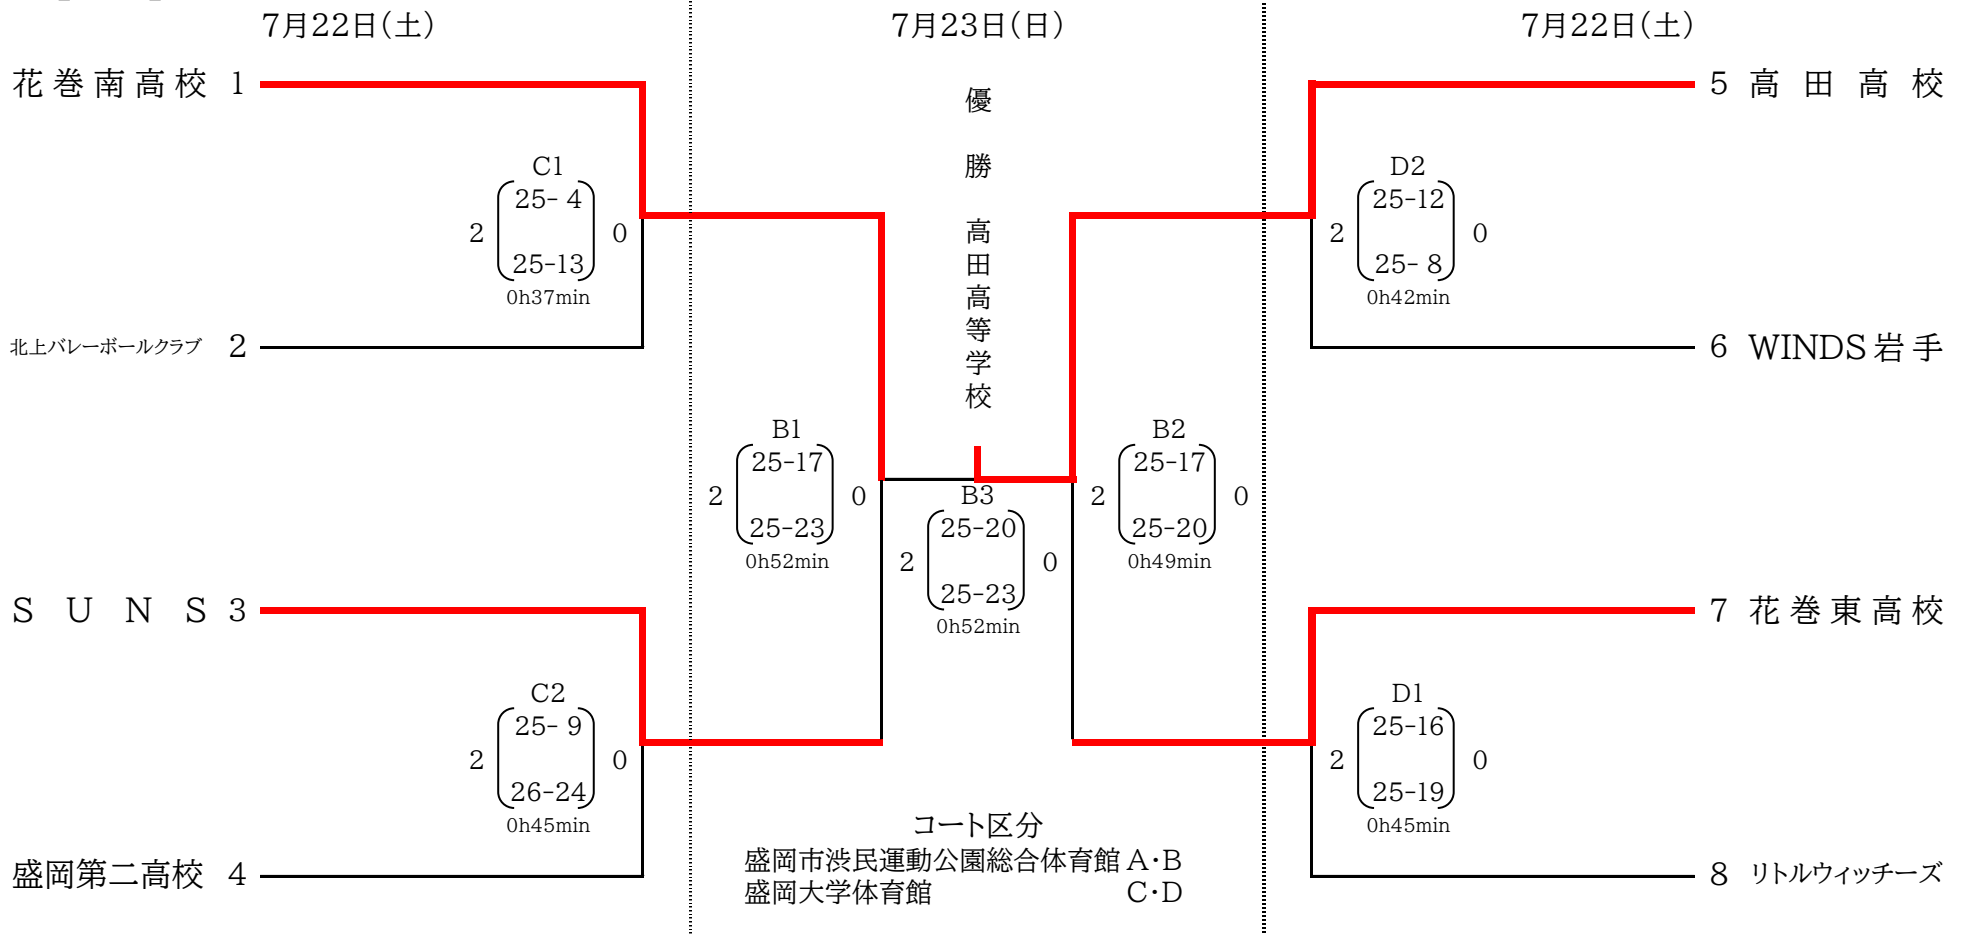 7月22日(土)
7月23日(日)
7月22日(土)
花巻南高校 1
5 高田高校
優勝 高田高等学校
C1
25- 4
2 0
25-13
0h37min
D2
25-12
2 0
25- 8
0h42min
北上バレーボールクラブ 2
6 WINDS岩手
B1
25-17
2 0
25-23
0h52min
B2
25-17
2 0
25-20
0h49min
B3
25-20
2 0
25-23
0h52min
SUNS 3
7 花巻東高校
C2
25- 9
2 0
26-24
0h45min
D1
25-16
2 0
25-19
0h45min
コート区分
盛岡市渋民運動公園総合体育館 A・B
盛岡大学体育館 C・D
盛岡第二高校 4
8 リトルウィッチーズ